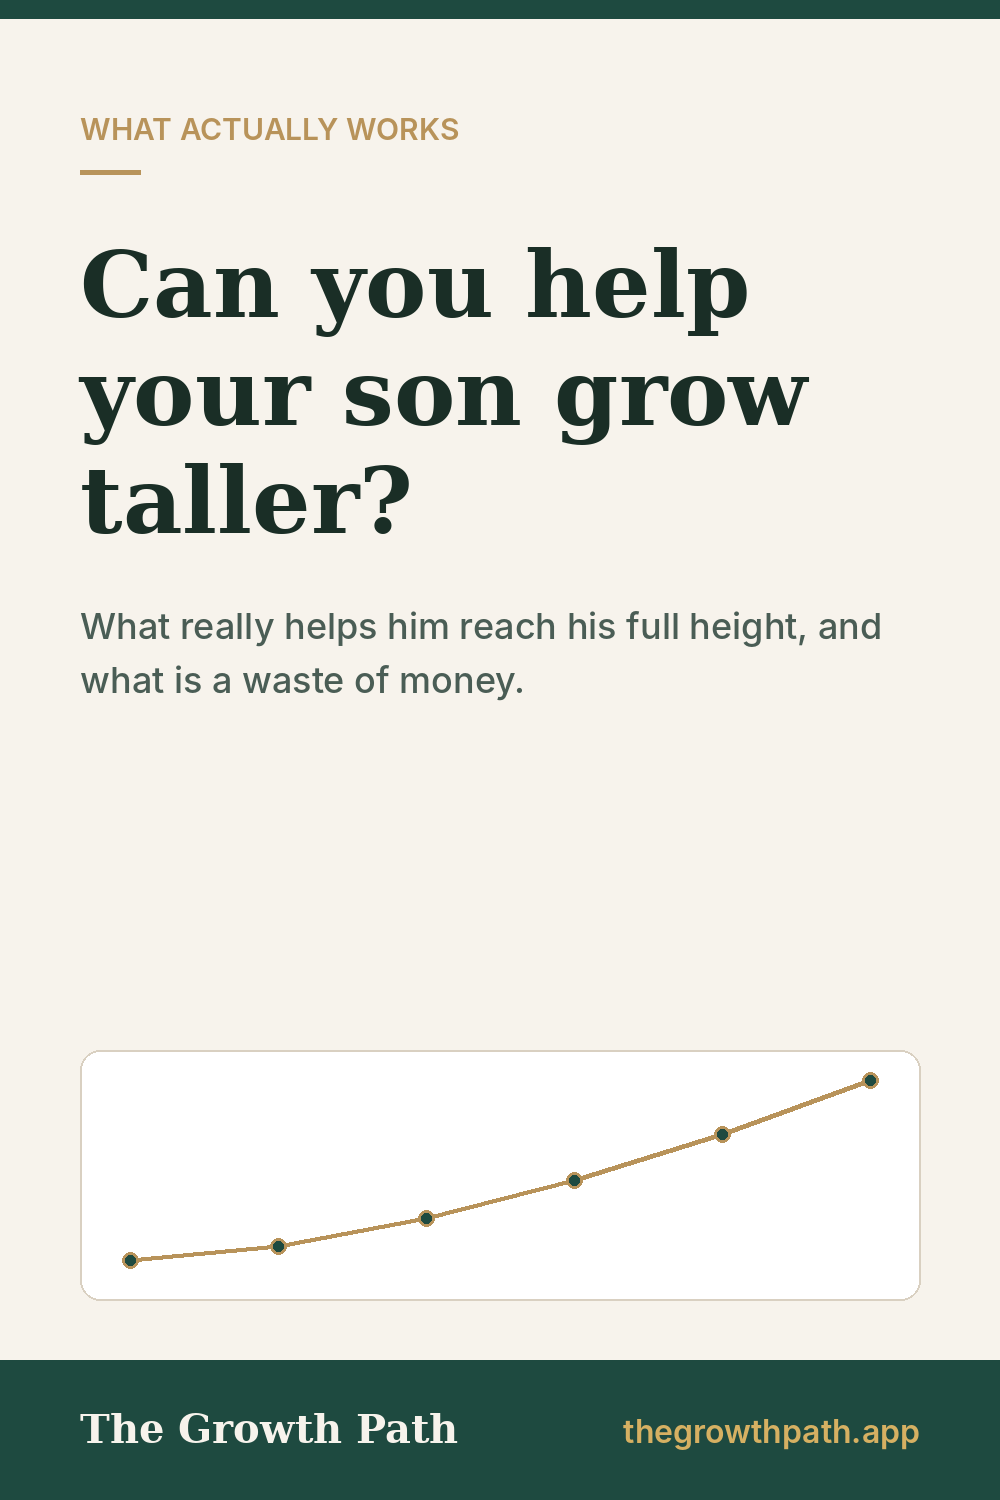 WHAT ACTUALLY WORKS
Can you help
your son grow
taller?
What really helps him reach his full height, and
what is a waste of money.
The Growth Path
thegrowthpath.app